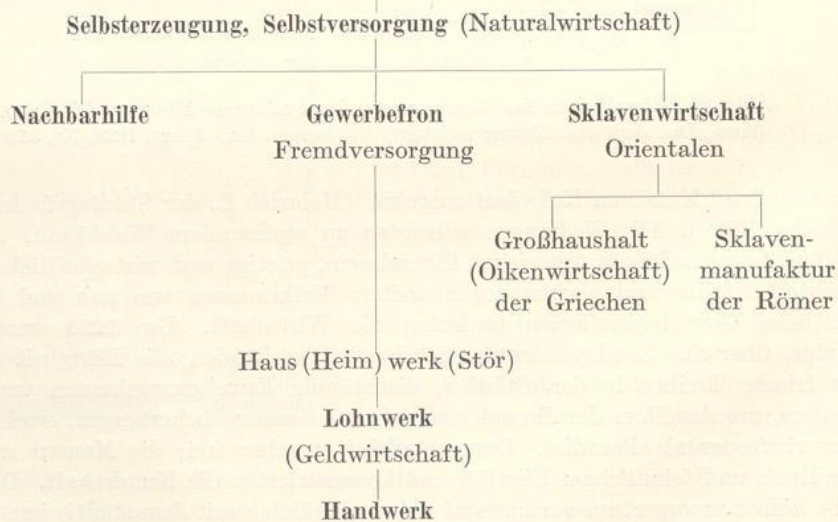 Selbsterzeugung, Selbstversorgung (Naturalwirtschaft)
Nachbarhilfe
Gewerbefron
Fremdversorgung
Sklavenwirtschaft
Orientalen
Großhaushalt
(Oikenwirtschaft)
der Griechen
Sklaven-
manufaktur
der Römer
Haus (Heim) werk (Stör)
Lohnwerk
(Geldwirtschaft)
Handwerk